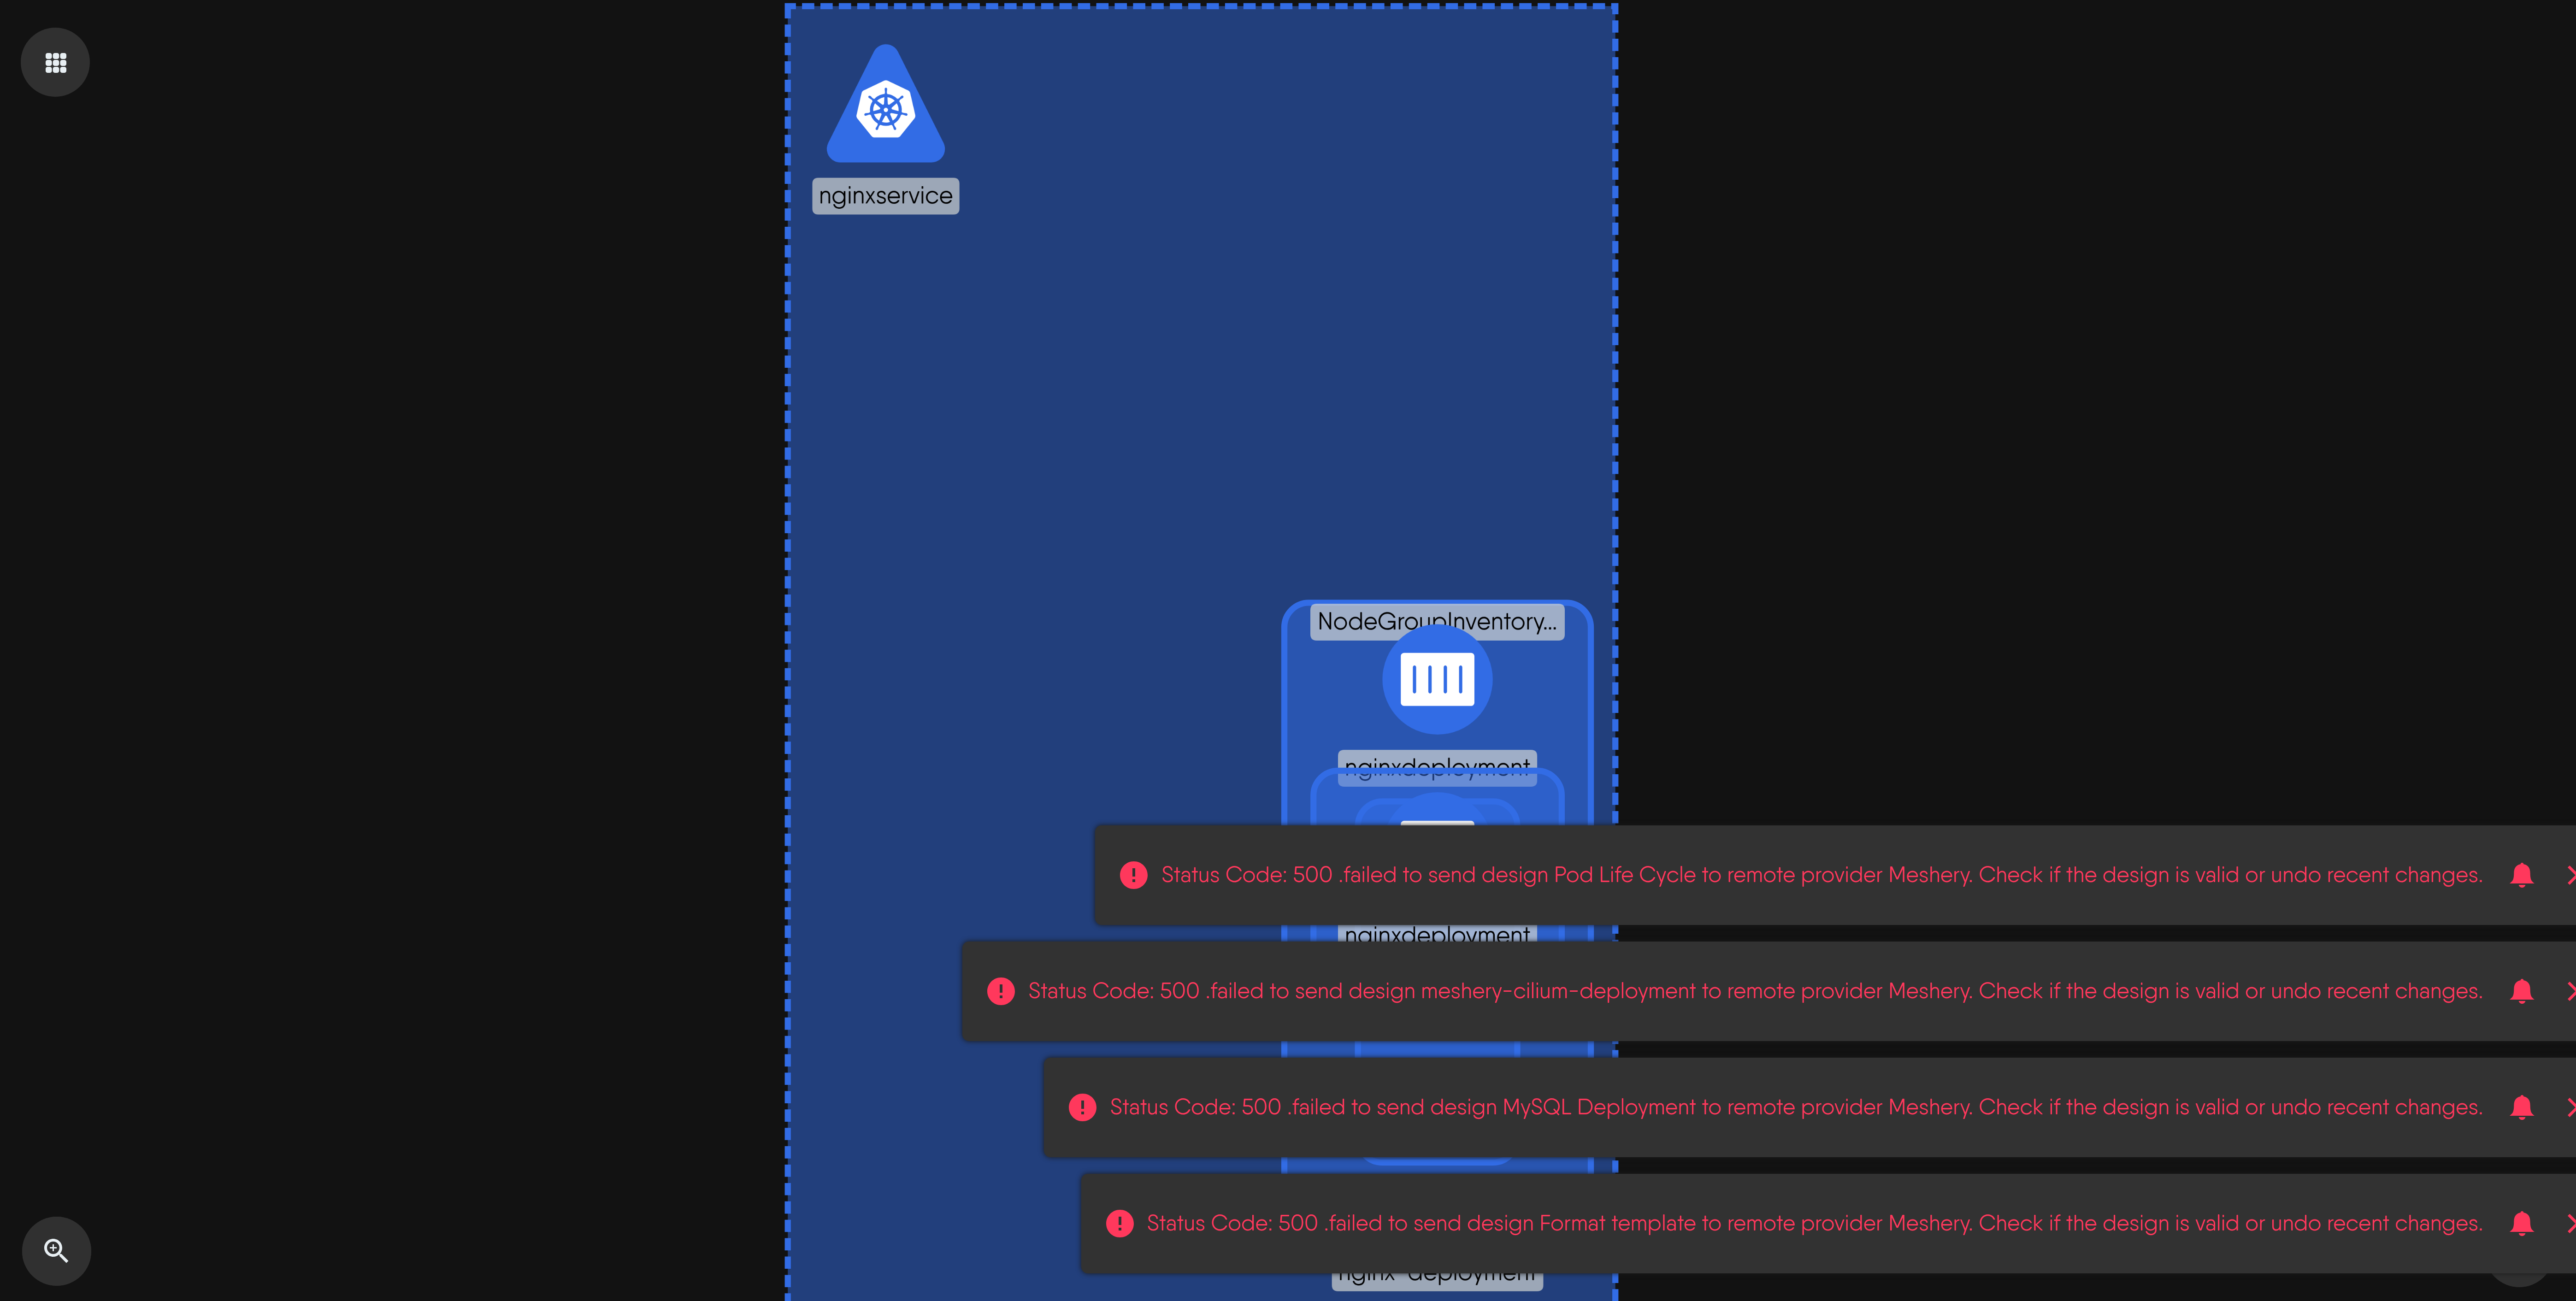 nginxservice
NodeGroupInventory...
nginxdeployment
Status Code: 500 .failed to send design Pod Life Cycle to remote provider Meshery. Check if the design is valid or undo recent changes.
nginxdeployment
Status Code: 500 .failed to send design meshery-cilium-deployment to remote provider Meshery. Check if the design is valid or undo recent changes.
Status Code: 500 .failed to send design MySQL Deployment to remote provider Meshery. Check if the design is valid or undo recent changes.
Status Code: 500 .failed to send design Format template to remote provider Meshery. Check if the design is valid or undo recent changes.
nginx-deployment